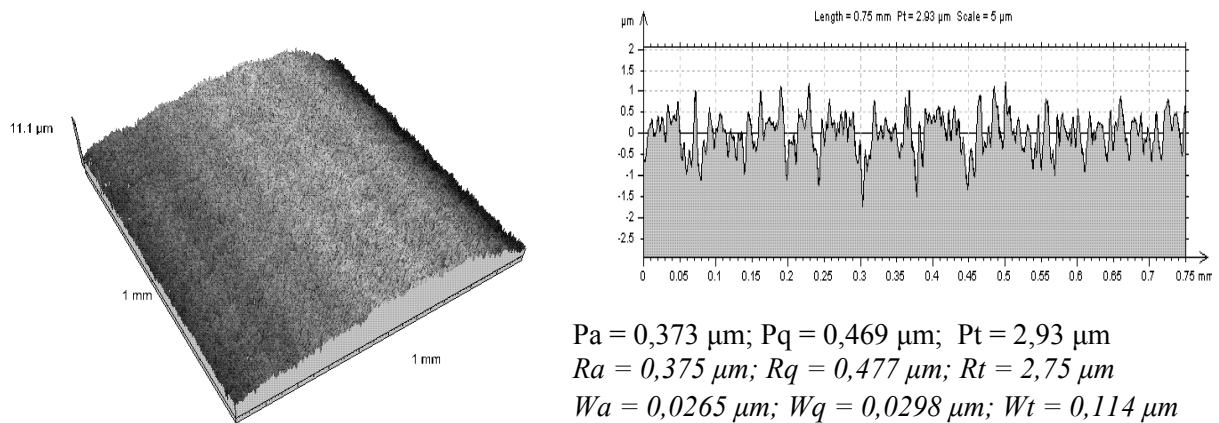 11.1 µm
1 mm
1 mm
Length = 0.75 mm Pt = 2.93 µm Scale = 5 µm
µm
2
1.5
1
0.5
0
-0.5
-1
-1.5
-2
-2.5
0 0.05 0.1 0.15 0.2 0.25 0.3 0.35 0.4 0.45 0.5 0.55 0.6 0.65 0.7 0.75 mm
Pa = 0,373 µm; Pq = 0,469 µm; Pt = 2,93 µm
Ra = 0,375 µm; Rq = 0,477 µm; Rt = 2,75 µm
Wa = 0,0265 µm; Wq = 0,0298 µm; Wt = 0,114 µm